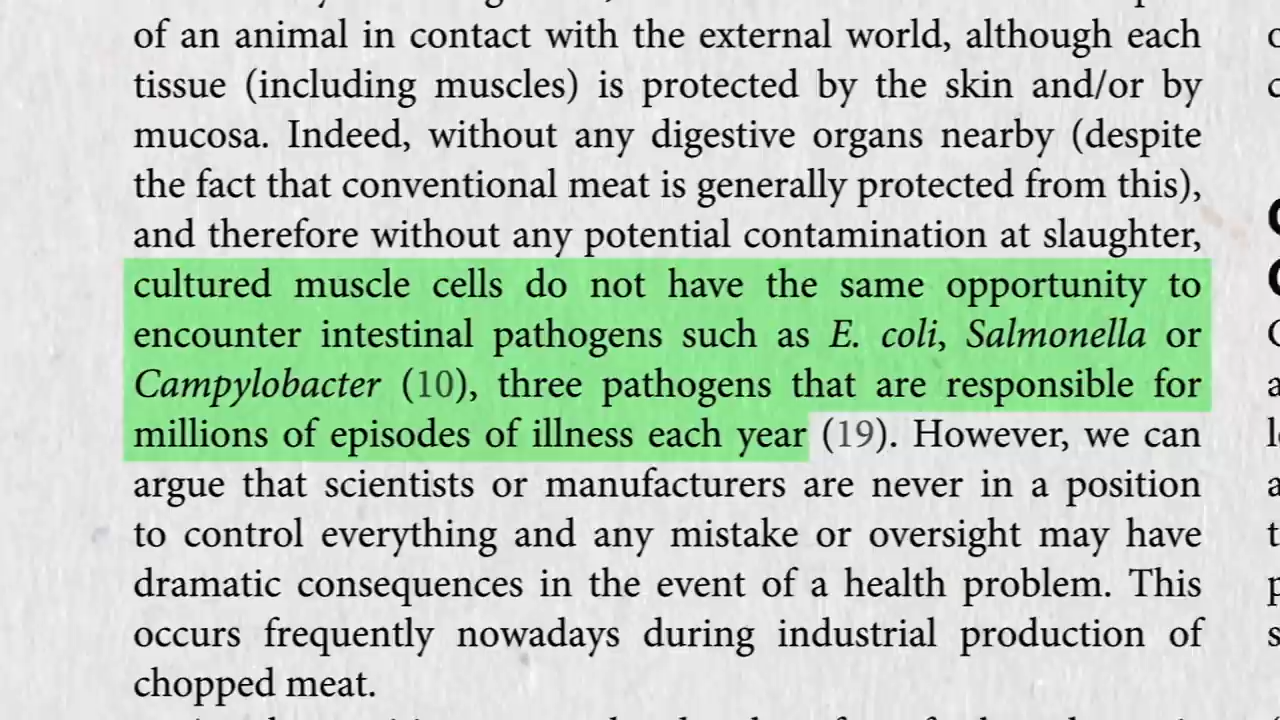 of an animal in contact with the external world, although each
tissue (including muscles) is protected by the skin and/or by
mucosa. Indeed, without any digestive organs nearby (despite
the fact that conventional meat is generally protected from this),
and therefore without any potential contamination at slaughter,
cultured muscle cells do not have the same opportunity to
encounter intestinal pathogens such as E. coli, Salmonella or
Campylobacter (10), three pathogens that are responsible for
millions of episodes of illness each year (19). However, we can
argue that scientists or manufacturers are never in a position
to control everything and any mistake or oversight may have
dramatic consequences in the event of a health problem. This
occurs frequently nowadays during industrial production of
chopped meat.